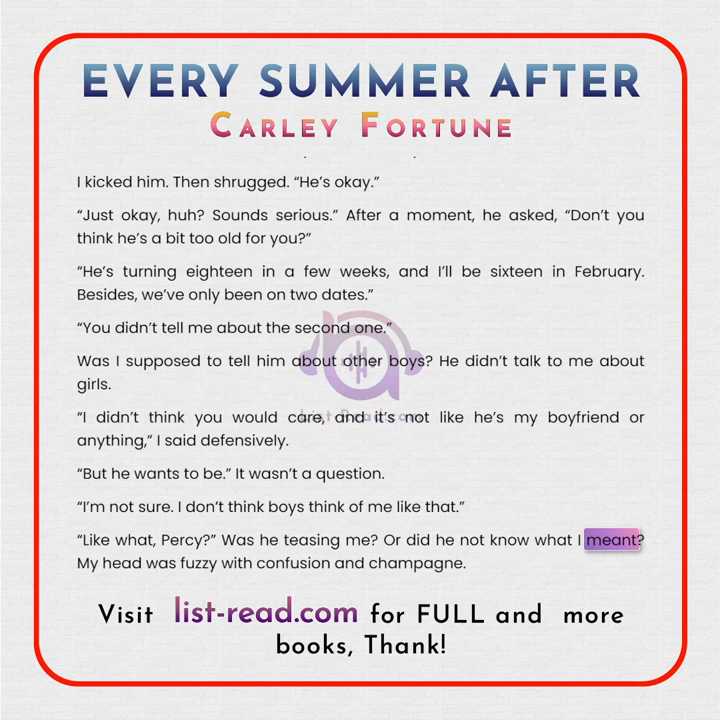 EVERY SUMMER AFTER
CARLEY FORTUNE
I kicked him. Then shrugged. “He’s okay.”
“Just okay, huh? Sounds serious.” After a moment, he asked, “Don’t you
think he’s a bit too old for you?”
“He’s turning eighteen in a few weeks, and I’ll be sixteen in February.
Besides, we’ve only been on two dates.”
“You didn’t tell me about the second one.”
Was I supposed to tell him about other boys? He didn’t talk to me about
girls.
“I didn’t think you would care, and it’s not like he’s my boyfriend or
anything,” I said defensively.
“But he wants to be.” It wasn’t a question.
“I’m not sure. I don’t think boys think of me like that.”
“Like what, Percy?” Was he teasing me? Or did he not know what I meant?
My head was fuzzy with confusion and champagne.
Visit list-read.com for FULL and more
books, Thank!